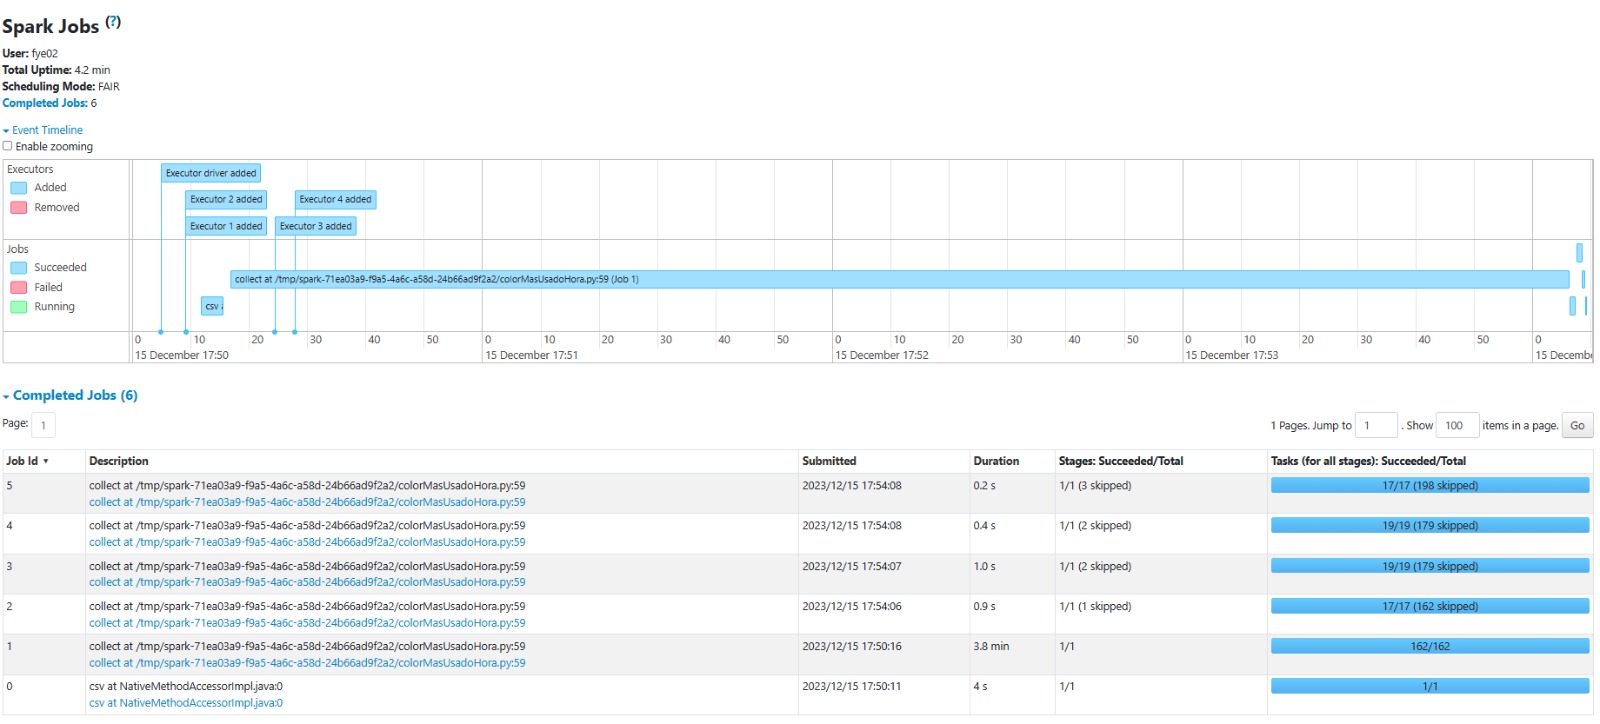 Spark Jobs (?)
User: fye02
Total Uptime: 4.2 min
Scheduling Mode: FAIR
Completed Jobs: 6
Event Timeline
Enable zooming
Executors
Added
Removed
Executor driver added
Executor 2 added
Executor 4 added
Executor 1 added
Executor 3 added
Jobs
Succeeded
Failed
Running
collect at /tmp/spark-71ea03a9-f9a5-4a6c-a58d-24b66ad9f2a2/colorMasUsadoHora.py:59 (Job 1)
csv
0 10 20 30 40 50 0 10 20 30 40 50 0 10 20 30 40 50 0 10 20 30 40 50 0
15 December 17:50 15 December 17:51 15 December 17:52 15 December 17:53 15 Decemb
Completed Jobs (6)
Page: 1 1 Pages. Jump to 1 . Show 100 items in a page. Go
Job Id ▾ Description Submitted Duration Stages: Succeeded/Total Tasks (for all stages): Succeeded/Total
5 collect at /tmp/spark-71ea03a9-f9a5-4a6c-a58d-24b66ad9f2a2/colorMasUsadoHora.py:59 2023/12/15 17:54:08 0.2 s 1/1 (3 skipped) 17/17 (198 skipped)
collect at /tmp/spark-71ea03a9-f9a5-4a6c-a58d-24b66ad9f2a2/colorMasUsadoHora.py:59
4 collect at /tmp/spark-71ea03a9-f9a5-4a6c-a58d-24b66ad9f2a2/colorMasUsadoHora.py:59 2023/12/15 17:54:08 0.4 s 1/1 (2 skipped) 19/19 (179 skipped)
collect at /tmp/spark-71ea03a9-f9a5-4a6c-a58d-24b66ad9f2a2/colorMasUsadoHora.py:59
3 collect at /tmp/spark-71ea03a9-f9a5-4a6c-a58d-24b66ad9f2a2/colorMasUsadoHora.py:59 2023/12/15 17:54:07 1.0 s 1/1 (2 skipped) 19/19 (179 skipped)
collect at /tmp/spark-71ea03a9-f9a5-4a6c-a58d-24b66ad9f2a2/colorMasUsadoHora.py:59
2 collect at /tmp/spark-71ea03a9-f9a5-4a6c-a58d-24b66ad9f2a2/colorMasUsadoHora.py:59 2023/12/15 17:54:06 0.9 s 1/1 (1 skipped) 17/17 (162 skipped)
collect at /tmp/spark-71ea03a9-f9a5-4a6c-a58d-24b66ad9f2a2/colorMasUsadoHora.py:59
1 collect at /tmp/spark-71ea03a9-f9a5-4a6c-a58d-24b66ad9f2a2/colorMasUsadoHora.py:59 2023/12/15 17:50:16 3.8 min 1/1 162/162
collect at /tmp/spark-71ea03a9-f9a5-4a6c-a58d-24b66ad9f2a2/colorMasUsadoHora.py:59
0 csv at NativeMethodAccessorImpl.java:0 2023/12/15 17:50:11 4 s 1/1 1/1
csv at NativeMethodAccessorImpl.java:0